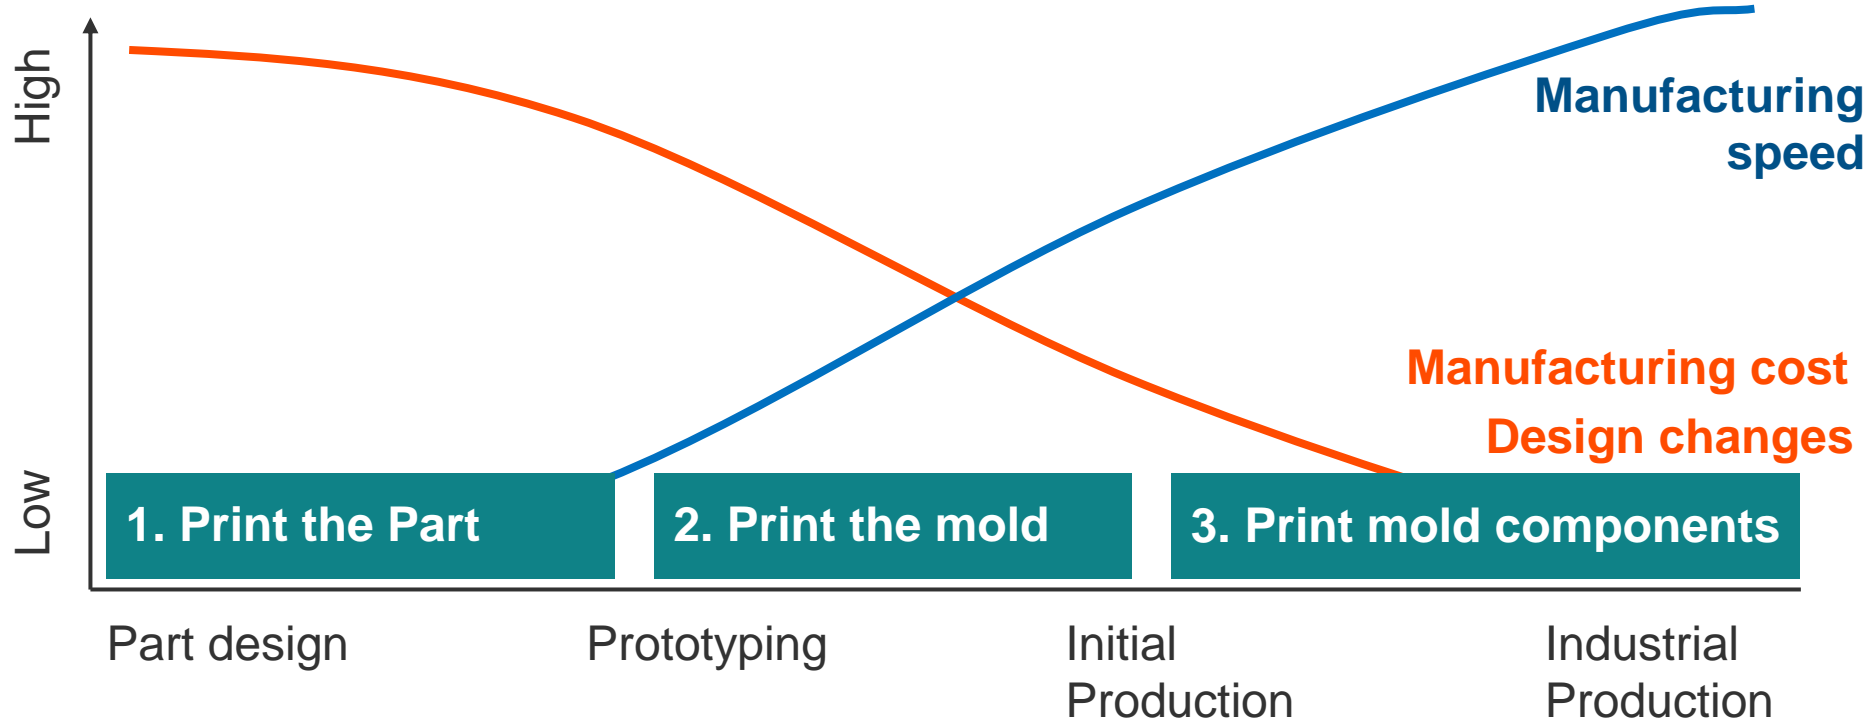 High
Low
Manufacturing
speed
Manufacturing cost
Design changes
1. Print the Part
2. Print the mold
3. Print mold components
Part design
Prototyping
Initial
Production
Industrial
Production